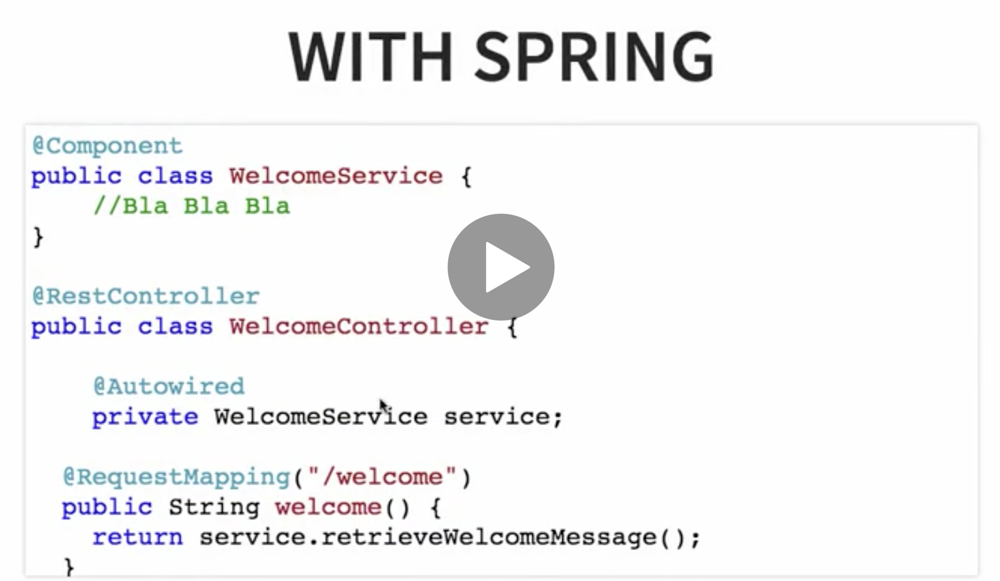 WITH SPRING
@Component
public class WelcomeService {
    //Bla Bla Bla
}
@RestController
public class WelcomeController {
    @Autowired
    private WelcomeService service;
  @RequestMapping("/welcome")
  public String welcome() {
    return service.retrieveWelcomeMessage();
  }